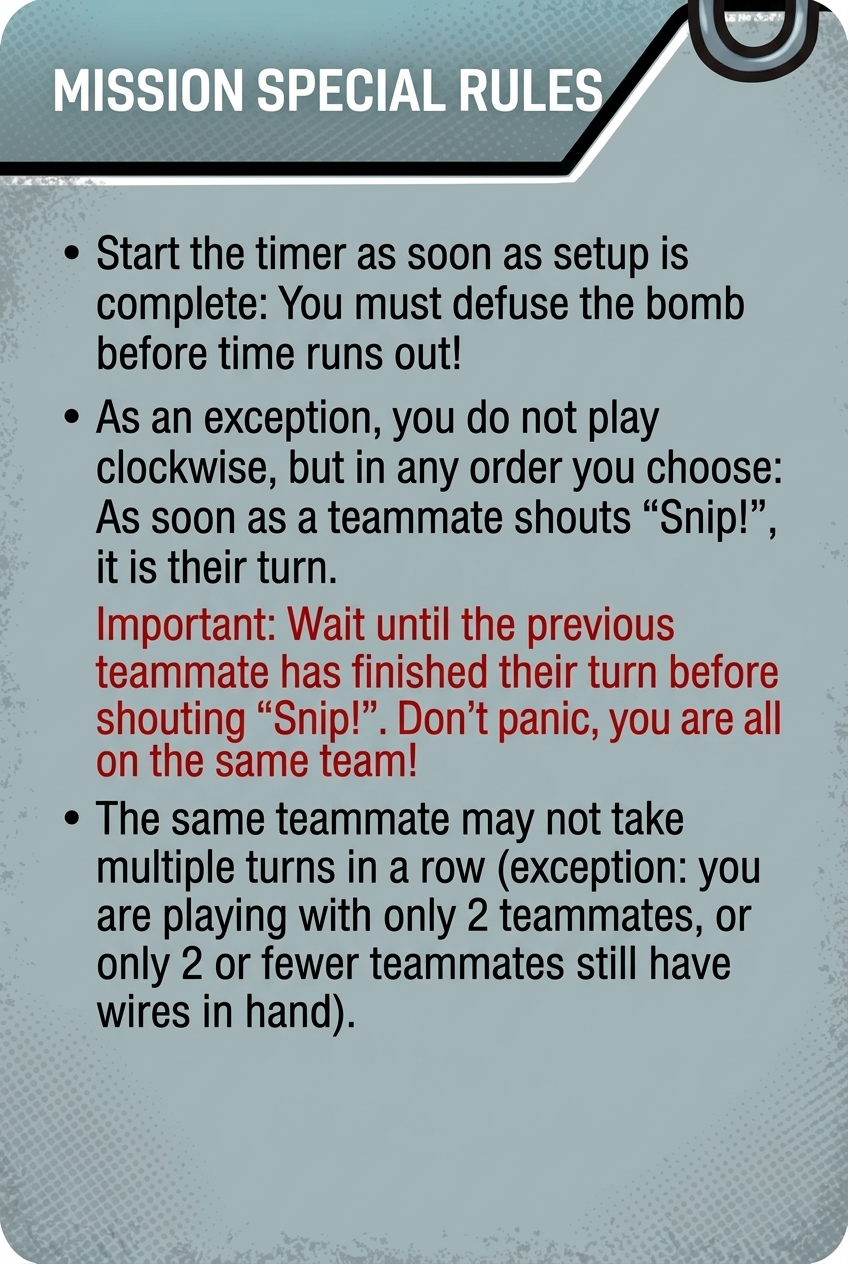 MISSION SPECIAL RULES
• Start the timer as soon as setup is
complete: You must defuse the bomb
before time runs out!
• As an exception, you do not play
clockwise, but in any order you choose:
As soon as a teammate shouts “Snip!”,
it is their turn.
Important: Wait until the previous
teammate has finished their turn before
shouting “Snip!”. Don’t panic, you are all
on the same team!
• The same teammate may not take
multiple turns in a row (exception: you
are playing with only 2 teammates, or
only 2 or fewer teammates still have
wires in hand).